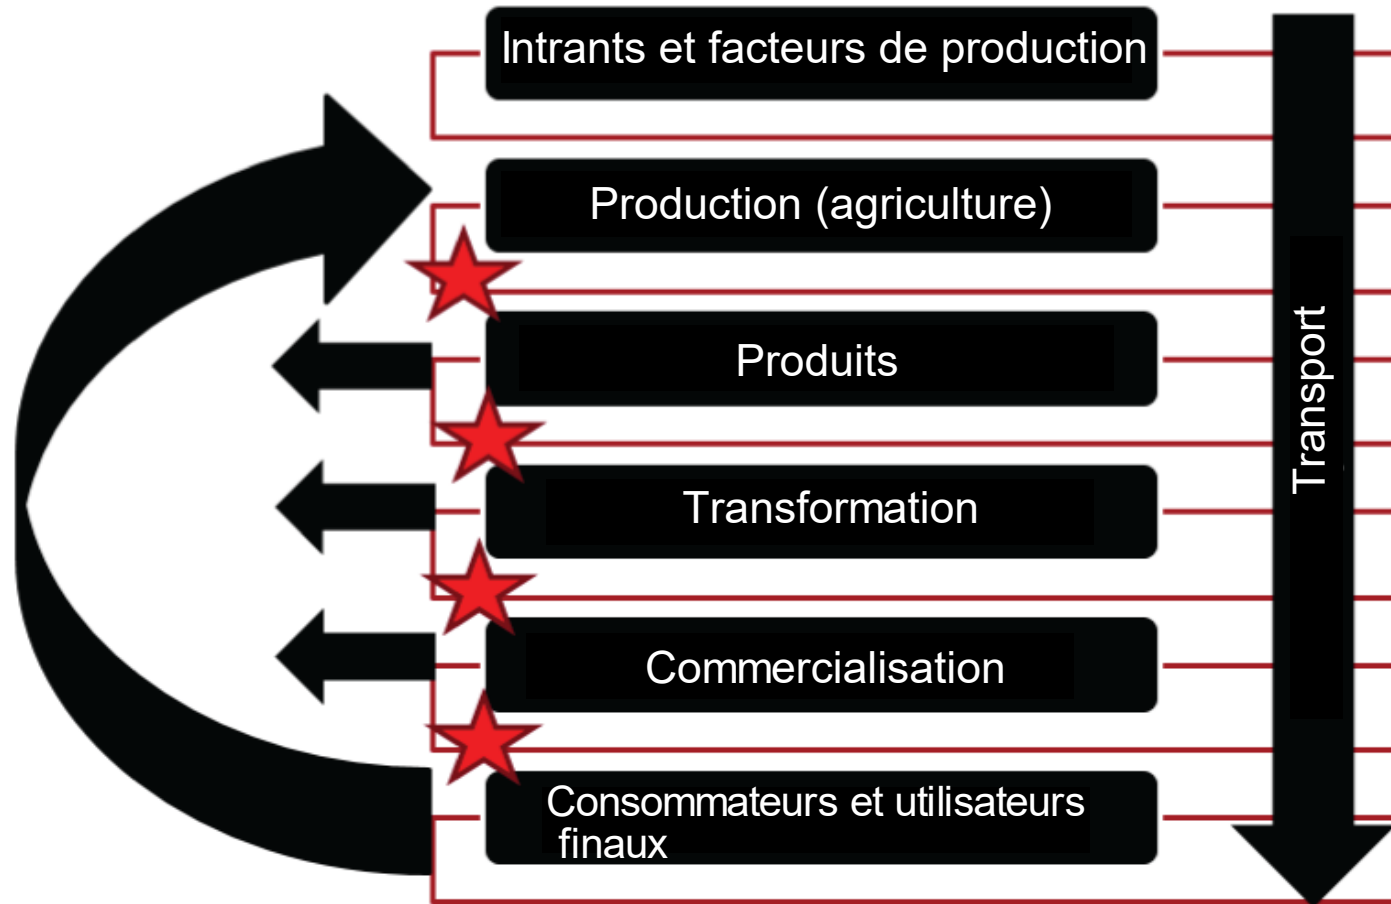 Intrants et facteurs de production
Production (agriculture)
Produits
Transformation
Commercialisation
Consommateurs et utilisateurs
finaux
Transport